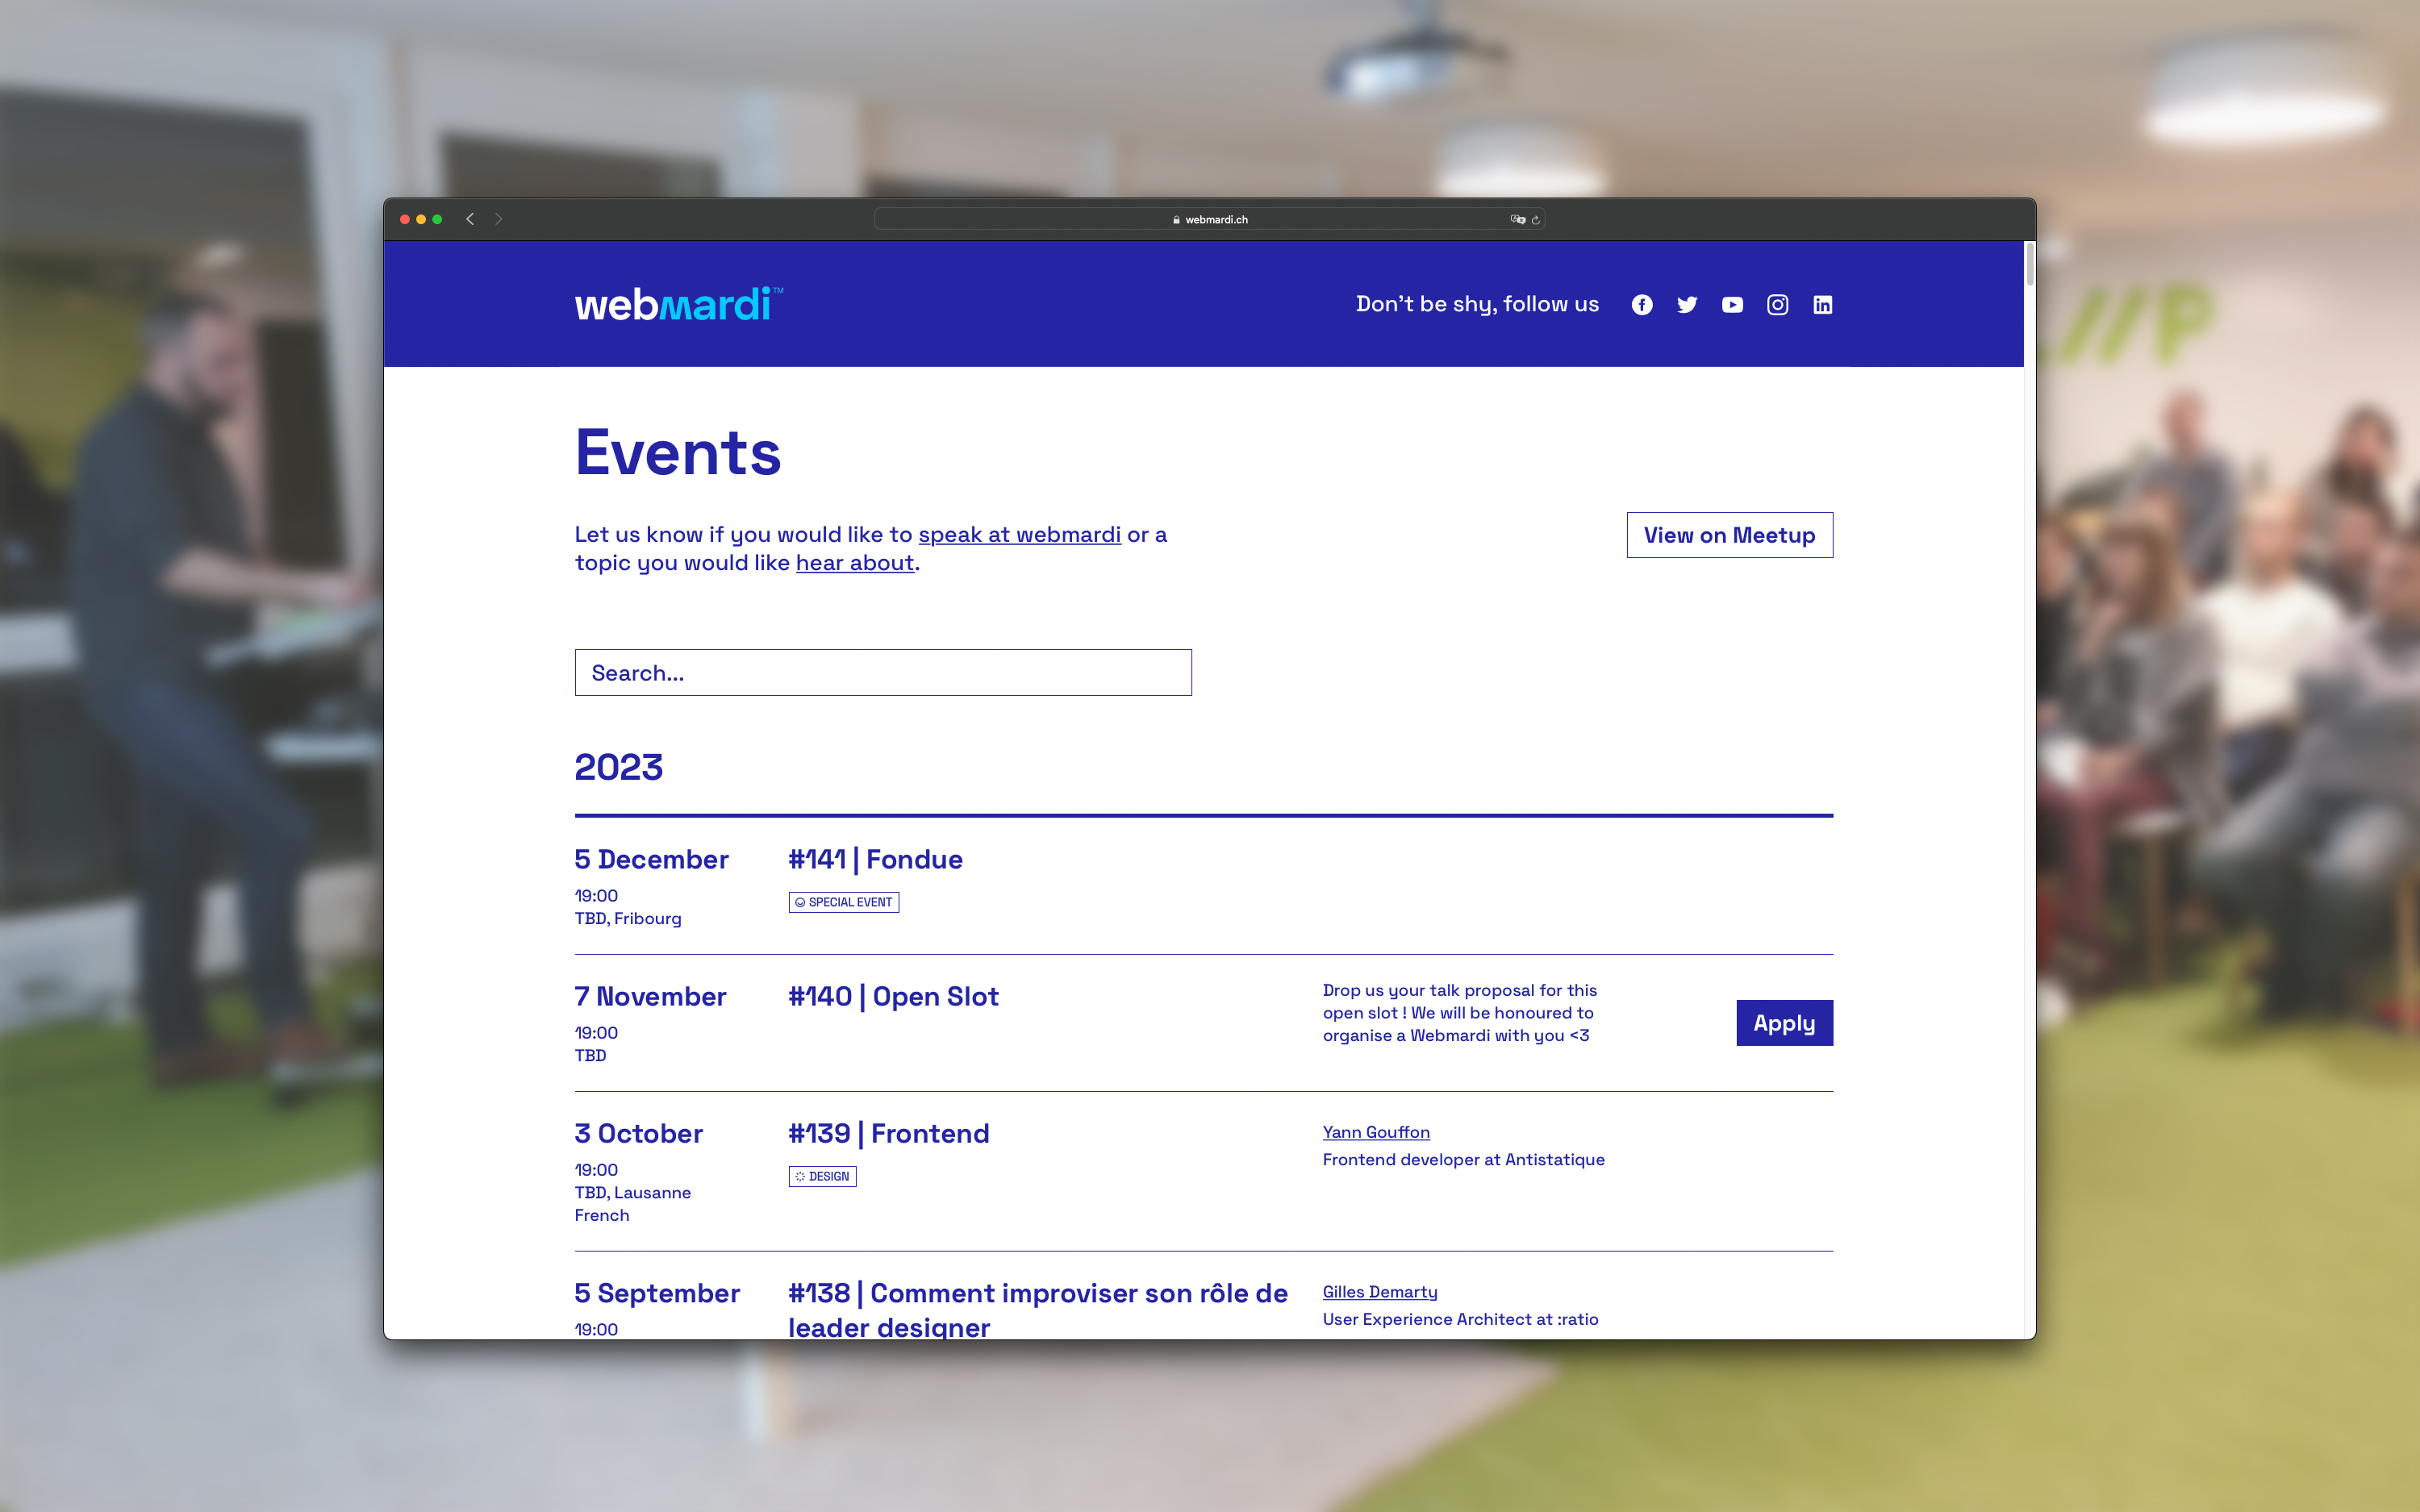 webmardi.ch
webmardi™
Don't be shy, follow us
Events
Let us know if you would like to speak at webmardi or a
topic you would like hear about.
View on Meetup
Search...
2023
5 December
19:00
TBD, Fribourg
#141 | Fondue
SPECIAL EVENT
7 November
19:00
TBD
#140 | Open Slot
Drop us your talk proposal for this
open slot ! We will be honoured to
organise a Webmardi with you <3
Apply
3 October
19:00
TBD, Lausanne
French
#139 | Frontend
DESIGN
Yann Gouffon
Frontend developer at Antistatique
5 September
19:00
#138 | Comment improviser son rôle de
leader designer
Gilles Demarty
User Experience Architect at :ratio